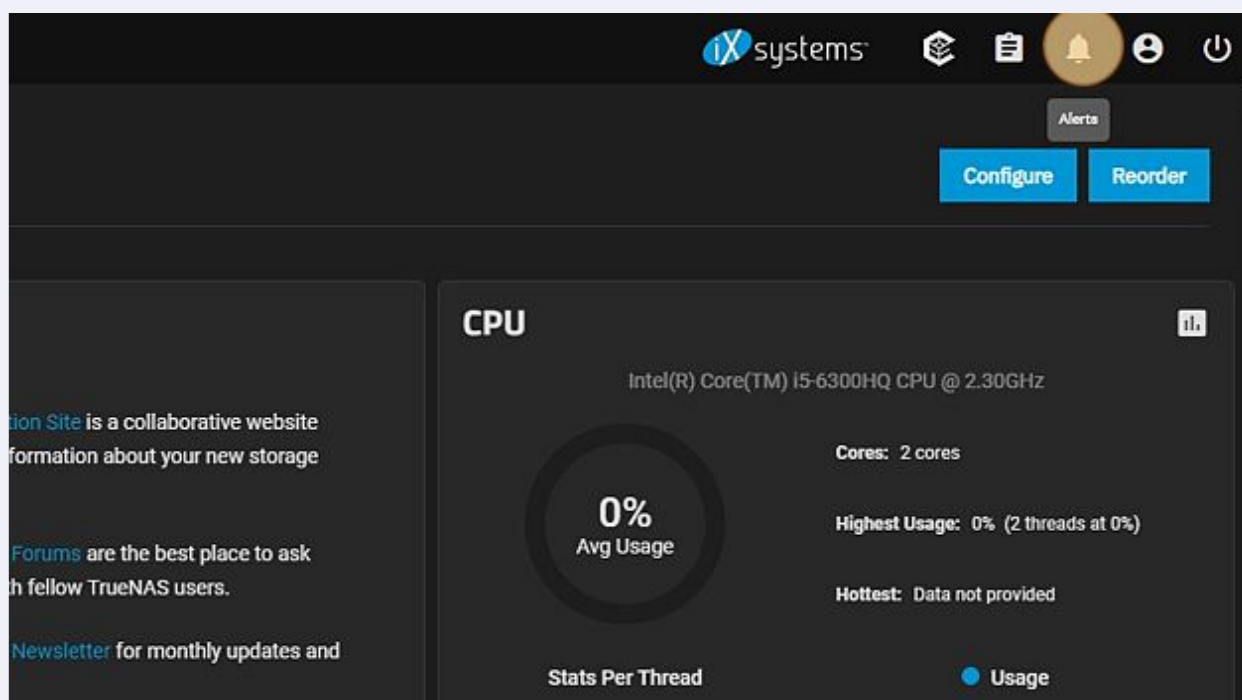 iXsystems
Alerts
Configure
Reorder
tion Site is a collaborative website
formation about your new storage
Forums are the best place to ask
h fellow TrueNAS users.
Newsletter for monthly updates and
CPU
Intel(R) Core(TM) i5-6300HQ CPU @ 2.30GHz
0%
Avg Usage
Cores: 2 cores
Highest Usage: 0% (2 threads at 0%)
Hottest: Data not provided
Stats Per Thread
Usage